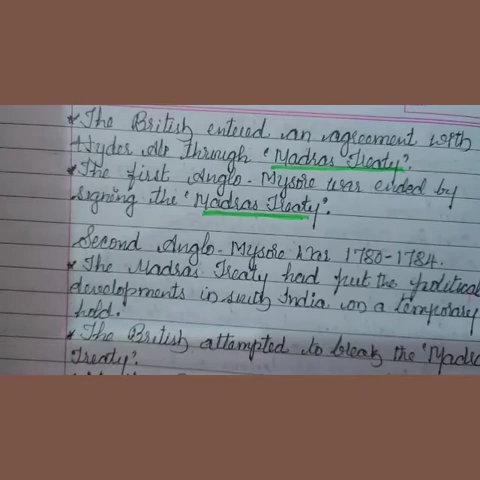 * The British entered an agreement with
Hyder Ali through 'Madras Treaty'.
* The first Anglo-Mysore war ended by
signing the 'Madras Treaty'.
Second Anglo-Mysore War 1780-1784.
* The Madras Treaty had put the political
developments in south India on a temporary
hold.
* The British attempted to break the 'Madra
Treaty'.